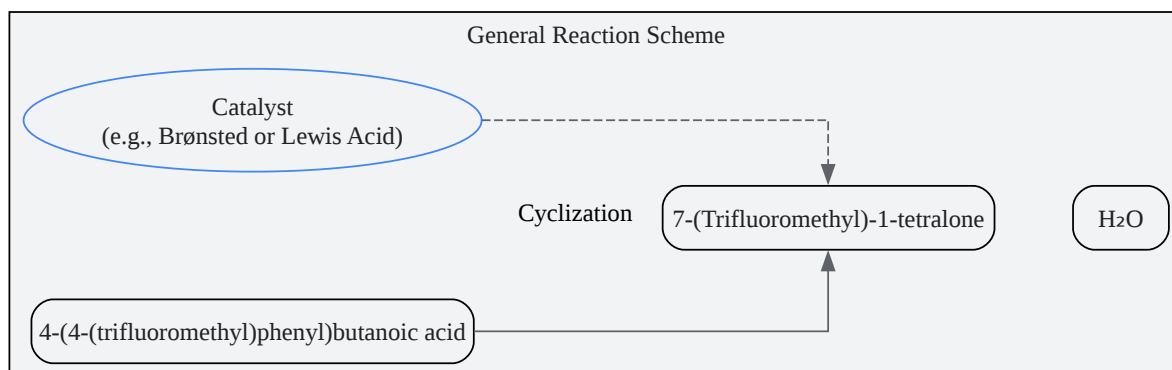 General Reaction Scheme
Catalyst
(e.g., Brønsted or Lewis Acid)
Cyclization
7-(Trifluoromethyl)-1-tetralone
H₂O
4-(4-(trifluoromethyl)phenyl)butanoic acid